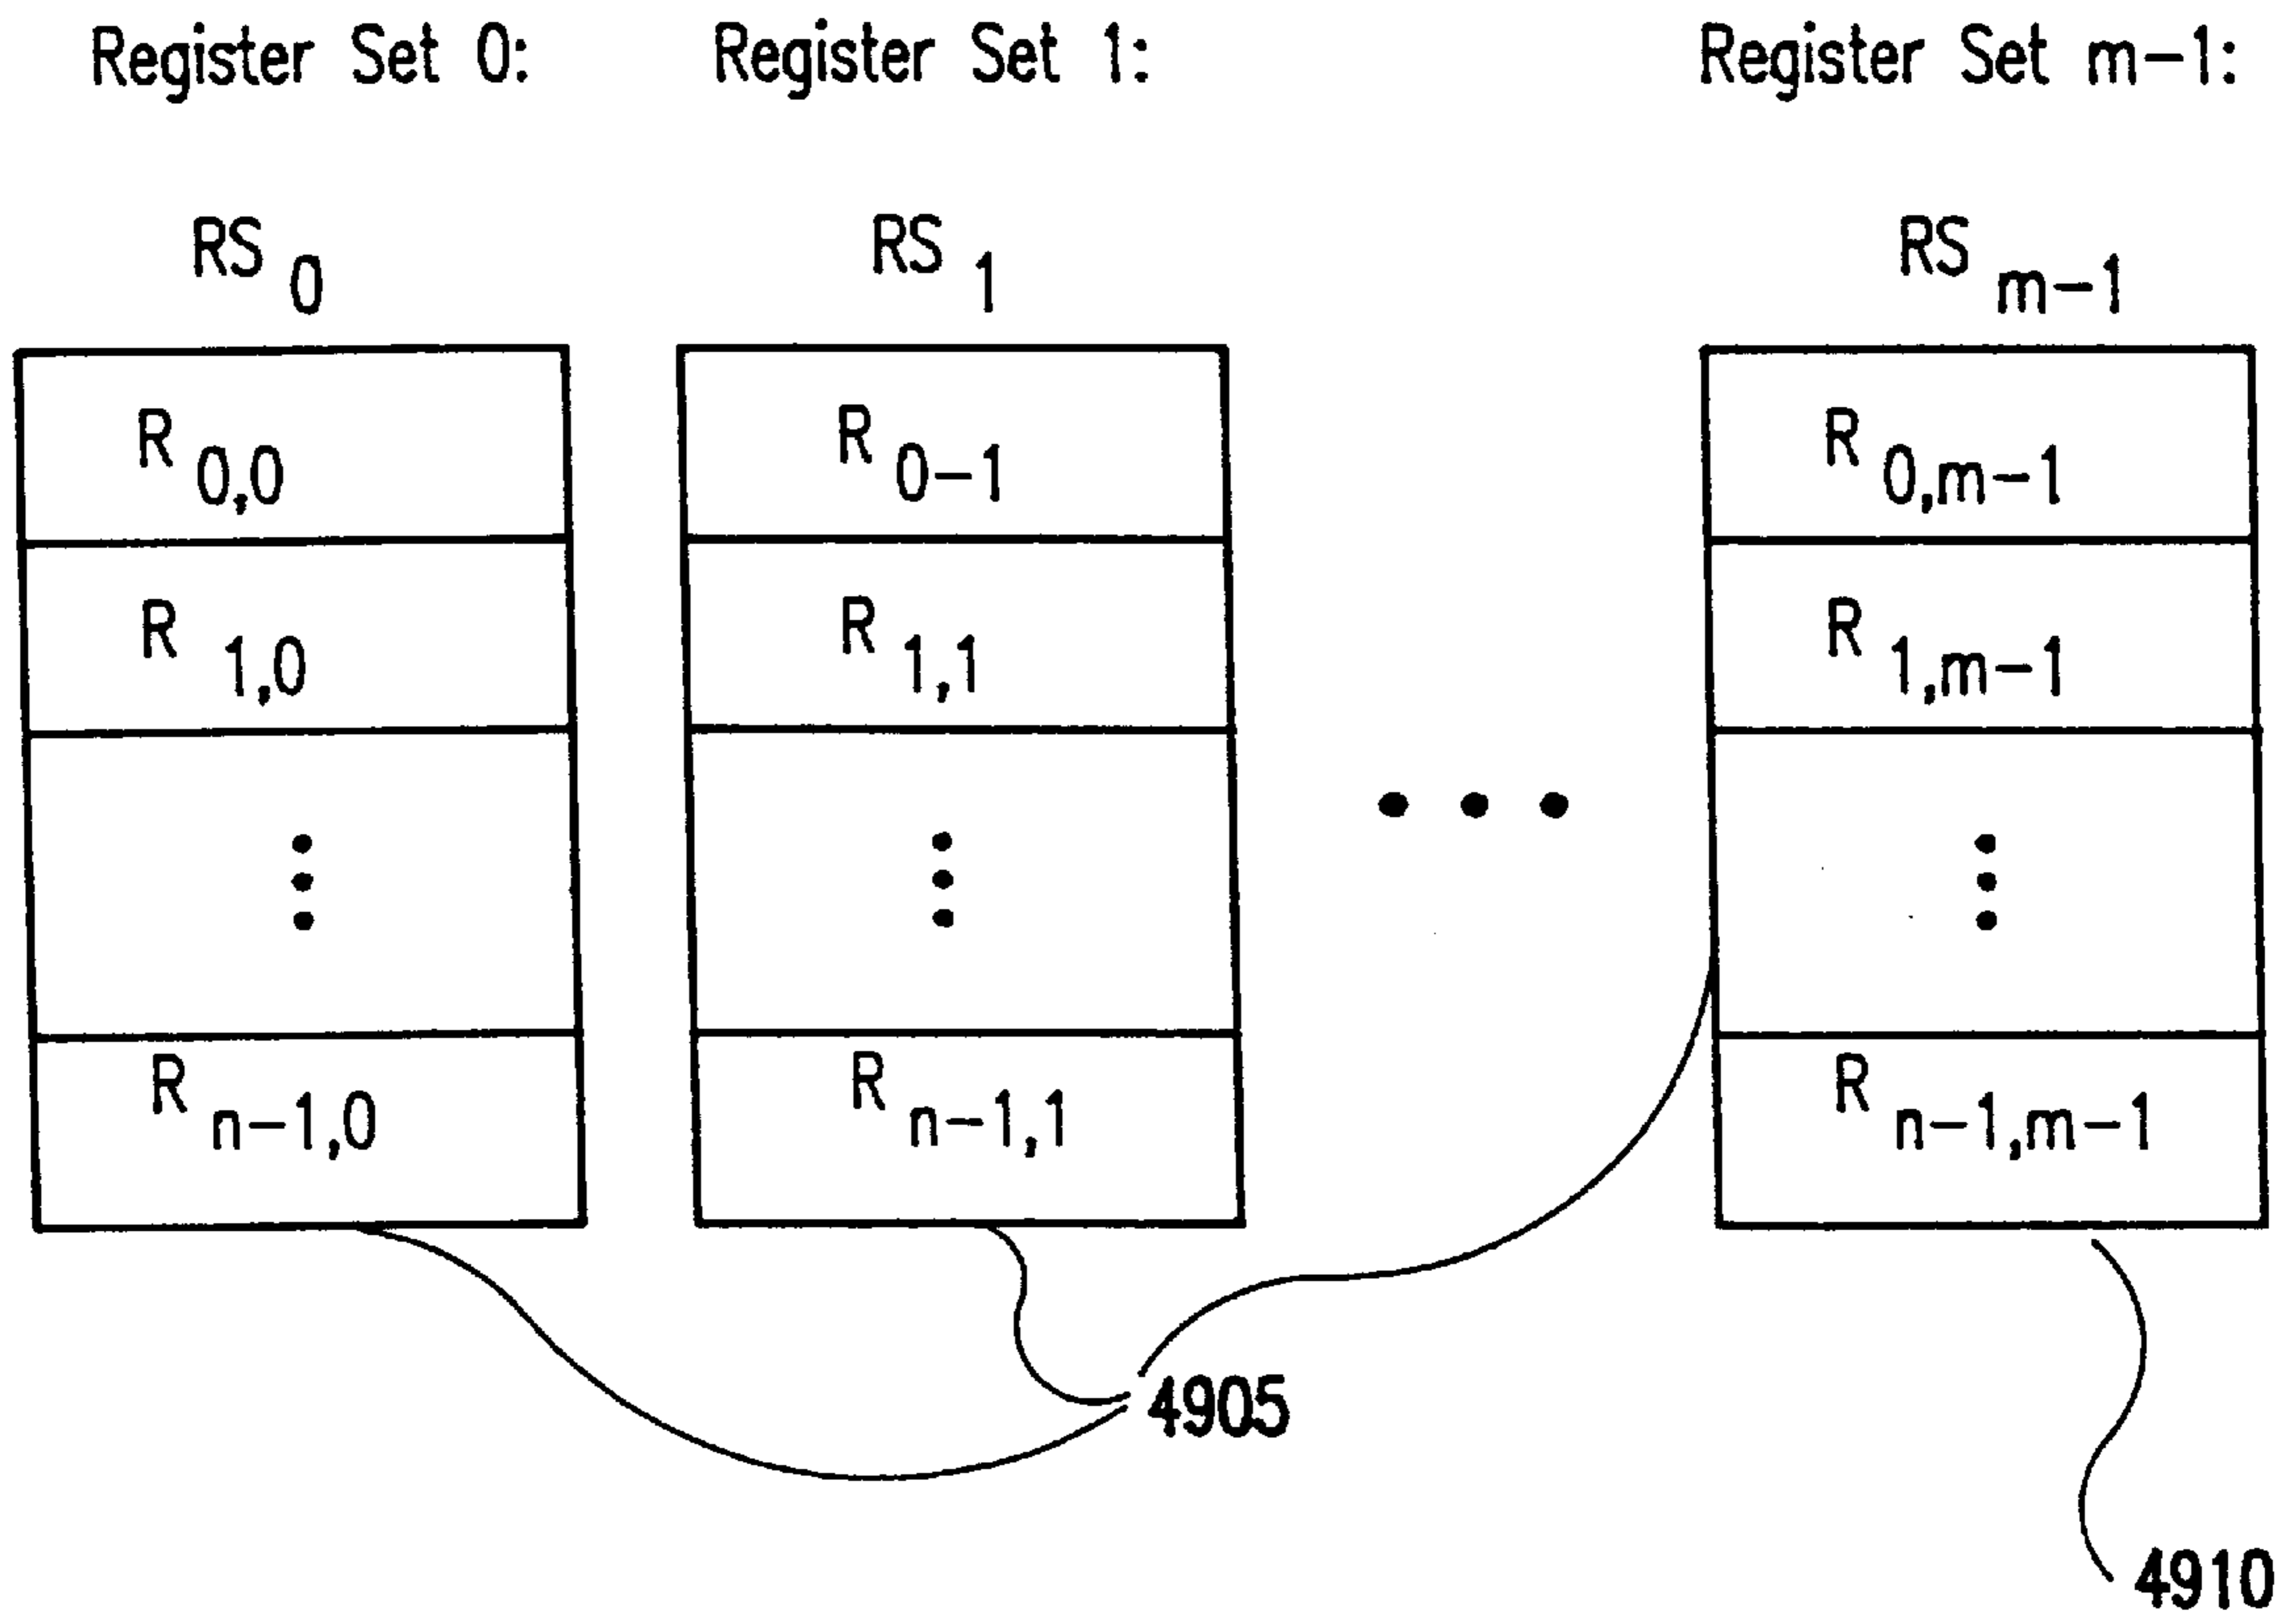 Register Set 0: Register Set 1: Register Set m-1:
RS 0 RS 1 RS m-1
R 0,0 R 0-1 R 0,m-1
R 1,0 R 1,1 R 1,m-1
R n-1,0 R n-1,1 R n-1,m-1
4905
4910